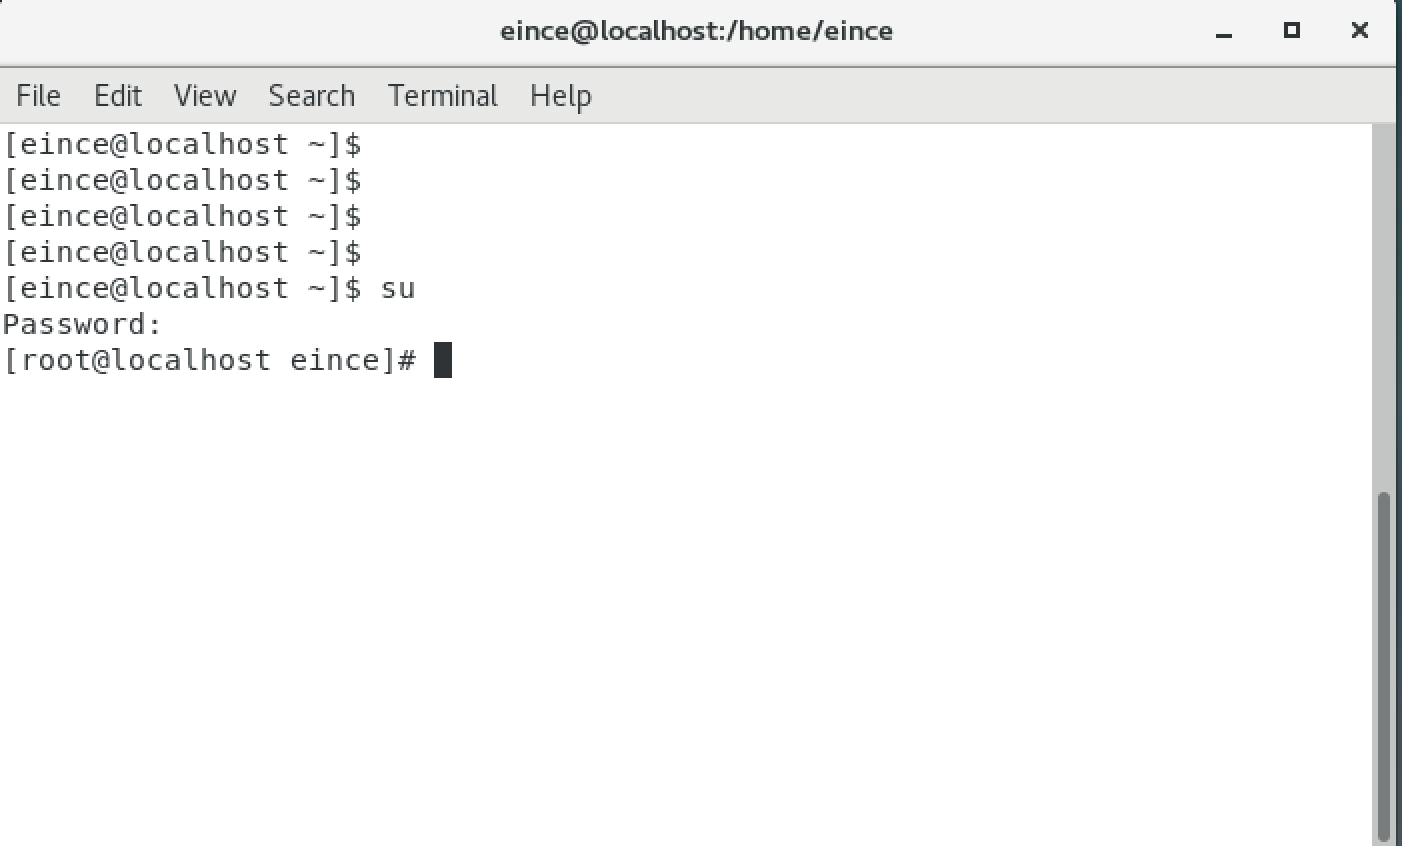 eince@localhost:/home/eince
File Edit View Search Terminal Help
[eince@localhost ~]$
[eince@localhost ~]$
[eince@localhost ~]$
[eince@localhost ~]$
[eince@localhost ~]$ su
Password:
[root@localhost eince]#